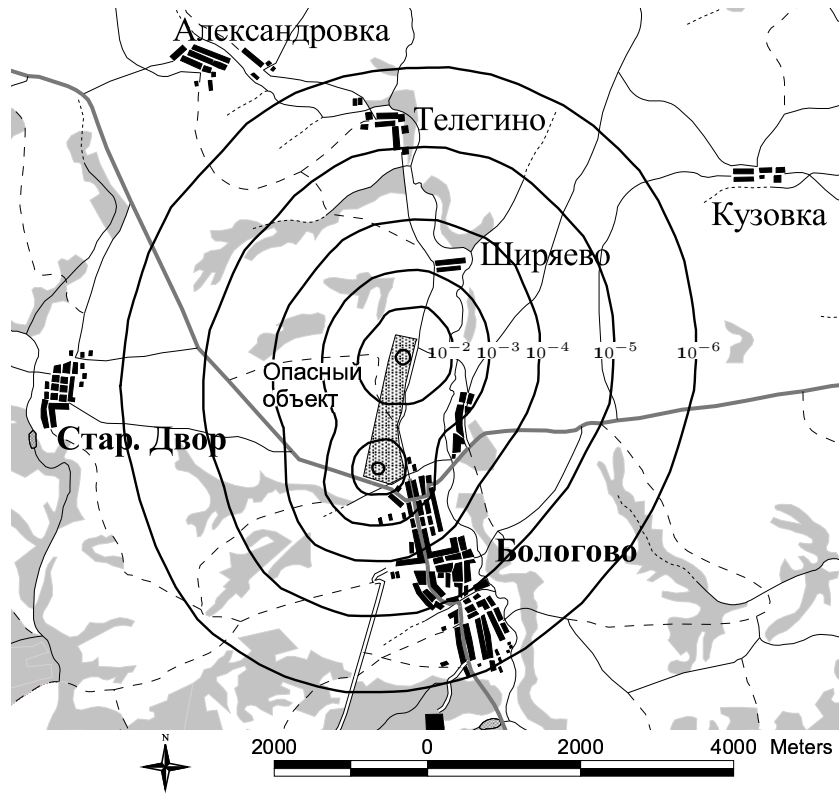 Александровка
Телегино
Кузовка
Ширяево
10⁻² 10⁻³ 10⁻⁴ 10⁻⁵ 10⁻⁶
Опасный
объект
Стар. Двор
Бологово
N
2000 0 2000 4000 Meters